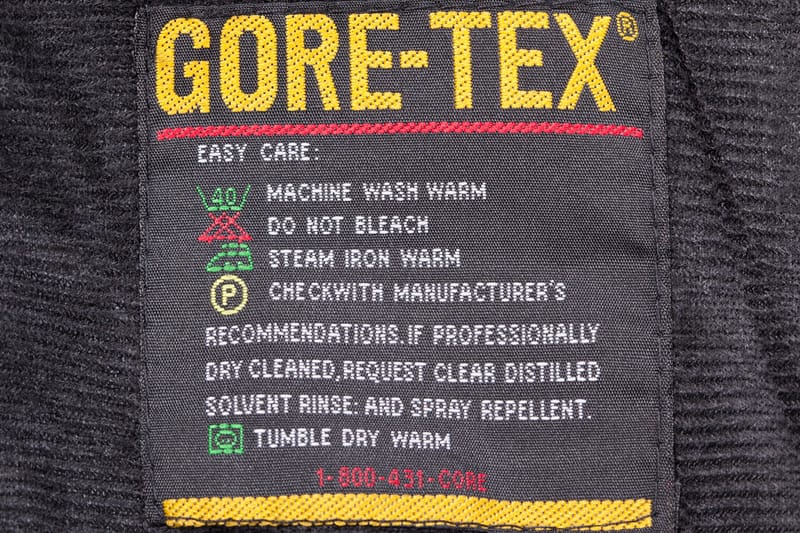 GORE-TEX®
EASY CARE:
40 MACHINE WASH WARM
DO NOT BLEACH
STEAM IRON WARM
P CHECKWITH MANUFACTURER'S
RECOMMENDATIONS.IF PROFESSIONALLY
DRY CLEANED,REQUEST CLEAR DISTILLED
SOLVENT RINSE: AND SPRAY REPELLENT.
TUMBLE DRY WARM
1-800-431-GORE